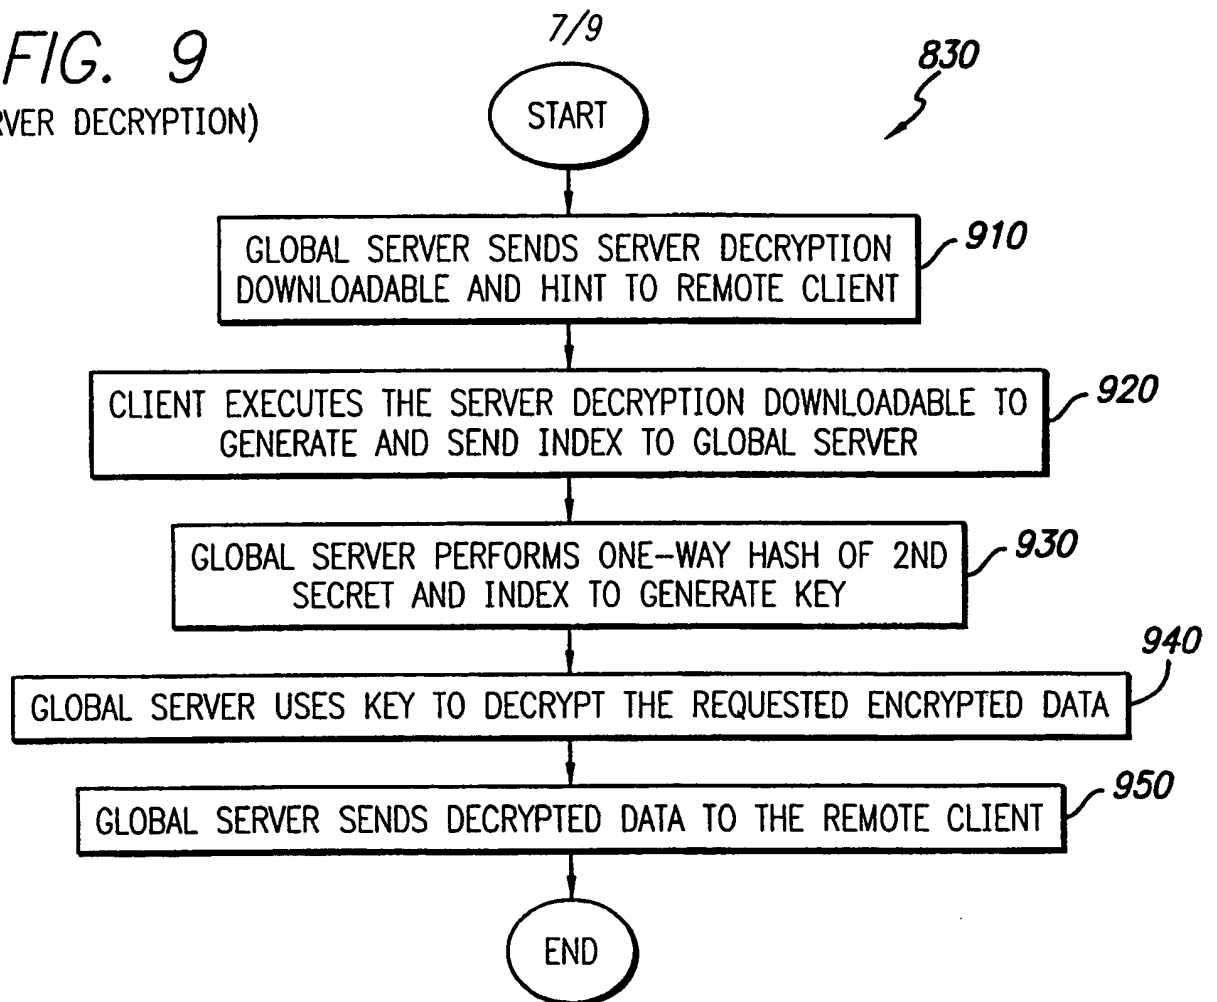 7/9
FIG. 9
RVER DECRYPTION)
830
START
GLOBAL SERVER SENDS SERVER DECRYPTION
DOWNLOADABLE AND HINT TO REMOTE CLIENT
910
CLIENT EXECUTES THE SERVER DECRYPTION DOWNLOADABLE TO
GENERATE AND SEND INDEX TO GLOBAL SERVER
920
GLOBAL SERVER PERFORMS ONE-WAY HASH OF 2ND
SECRET AND INDEX TO GENERATE KEY
930
GLOBAL SERVER USES KEY TO DECRYPT THE REQUESTED ENCRYPTED DATA
940
GLOBAL SERVER SENDS DECRYPTED DATA TO THE REMOTE CLIENT
950
END